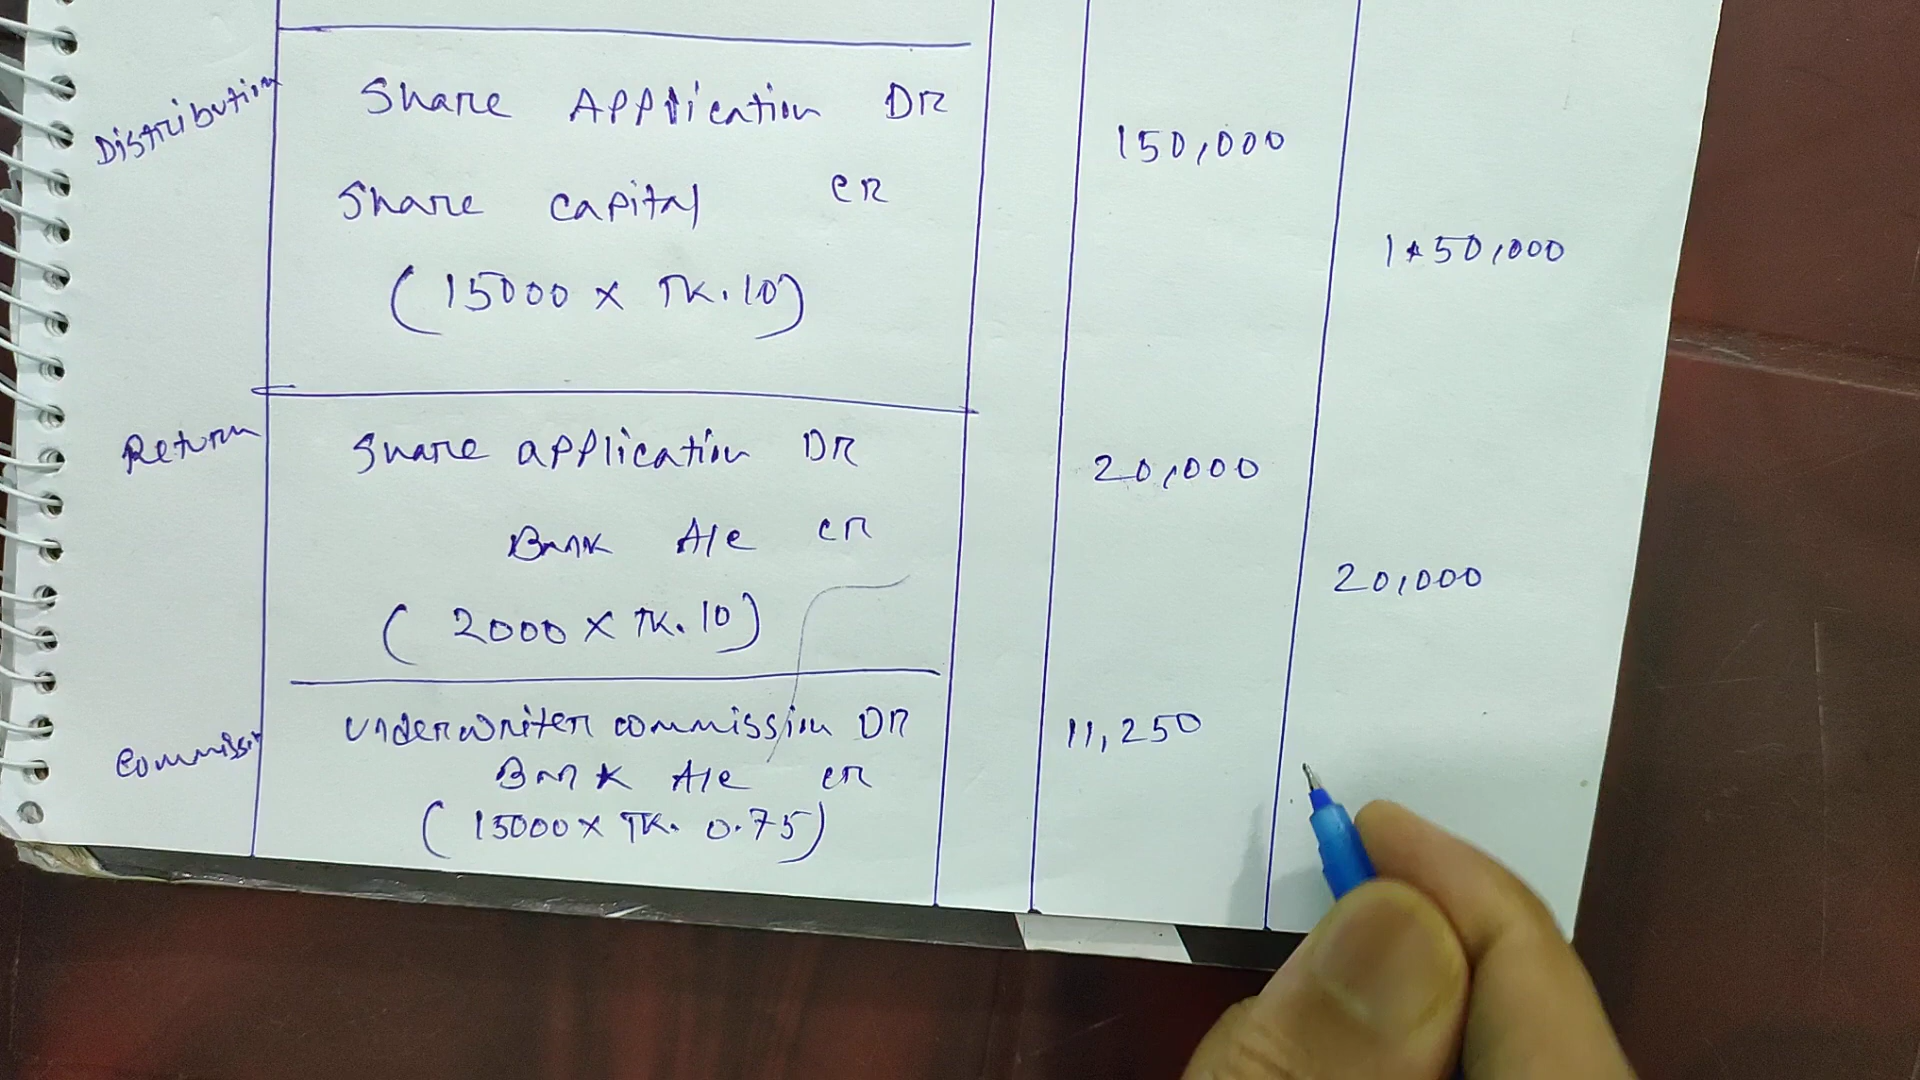 Distribution
Share Application DR 150,000
Share capital CR 150,000
(15000 × TK. 10)
Return
Share application DR 20,000
Bank A/C CR 20,000
(2000 × TK. 10)
Commissi
Underwriter commission DR 11,250
Bank A/C CR
(15000 × TK. 0.75)